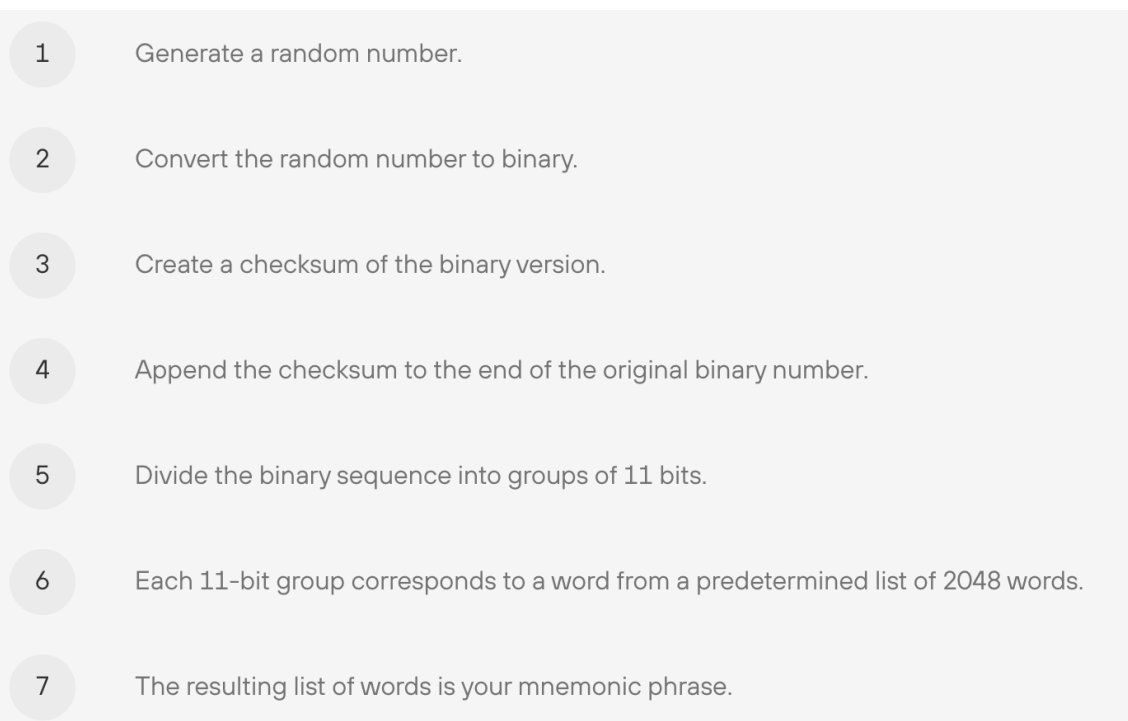 1 Generate a random number.
2 Convert the random number to binary.
3 Create a checksum of the binary version.
4 Append the checksum to the end of the original binary number.
5 Divide the binary sequence into groups of 11 bits.
6 Each 11-bit group corresponds to a word from a predetermined list of 2048 words.
7 The resulting list of words is your mnemonic phrase.